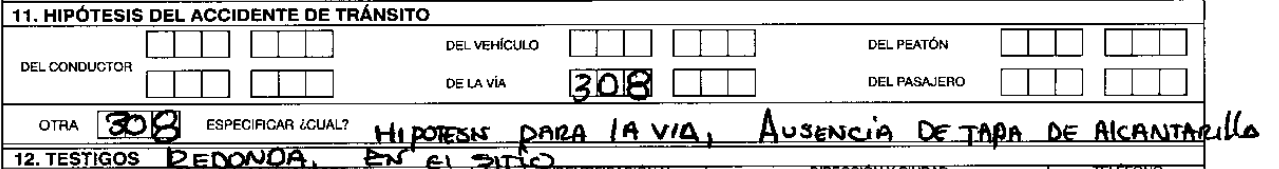 11. HIPÓTESIS DEL ACCIDENTE DE TRÁNSITO
DEL CONDUCTOR DEL VEHÍCULO DEL PEATÓN
DE LA VÍA 308 DEL PASAJERO
OTRA 308 ESPECIFICAR ¿CUAL? HIPOTESIS PARA LA VIA, AUSENCIA DE TAPA DE AlCANTARIlla
12. TESTIGOS REDONDA, EN El SITIO